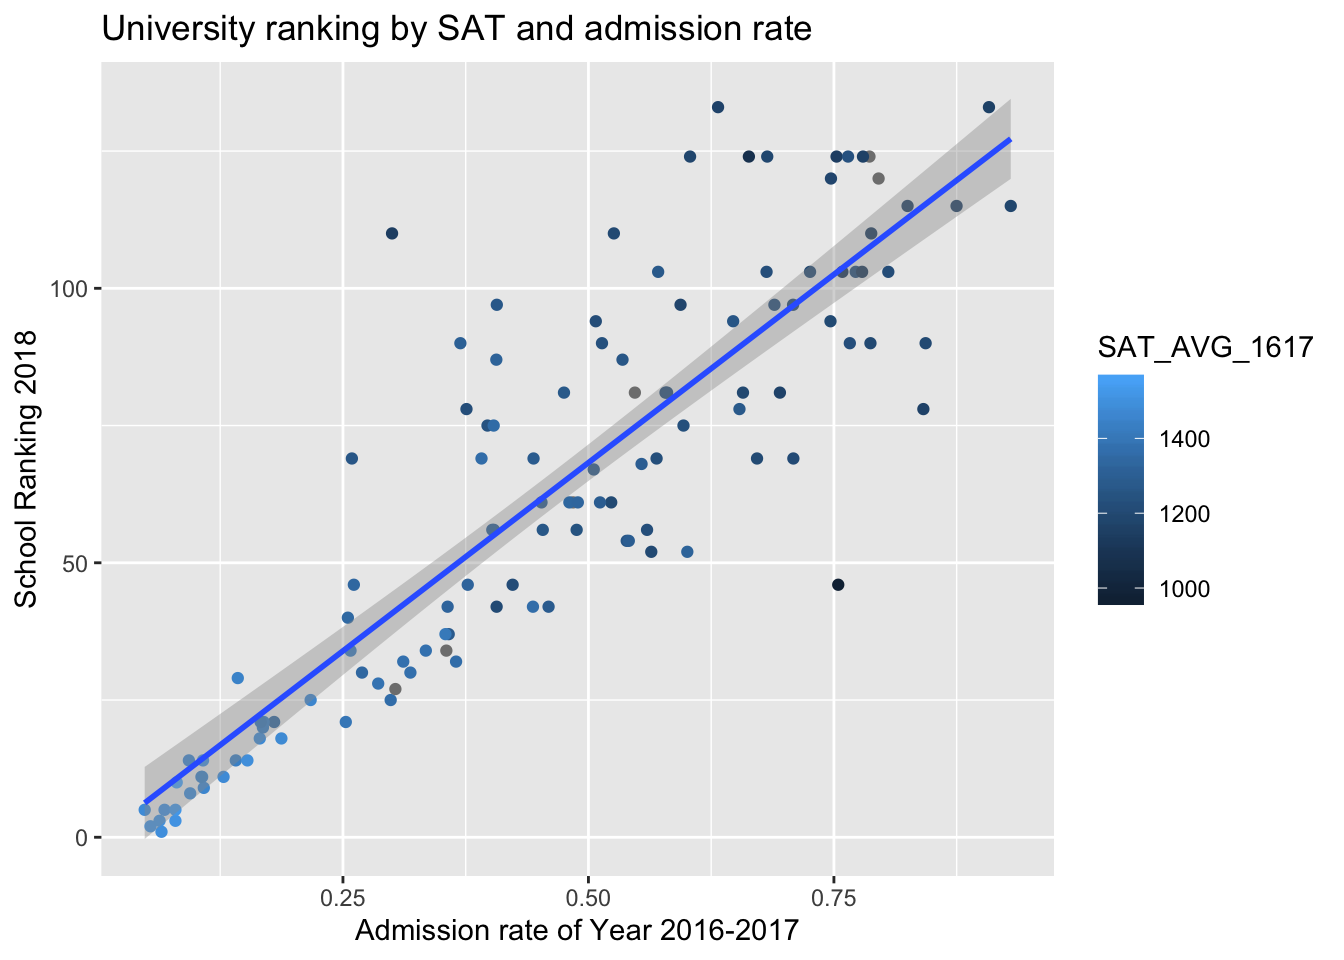 University ranking by SAT and admission rate
100
50
0
School Ranking 2018
0.25 0.50 0.75
Admission rate of Year 2016-2017
SAT_AVG_1617
1400
1200
1000